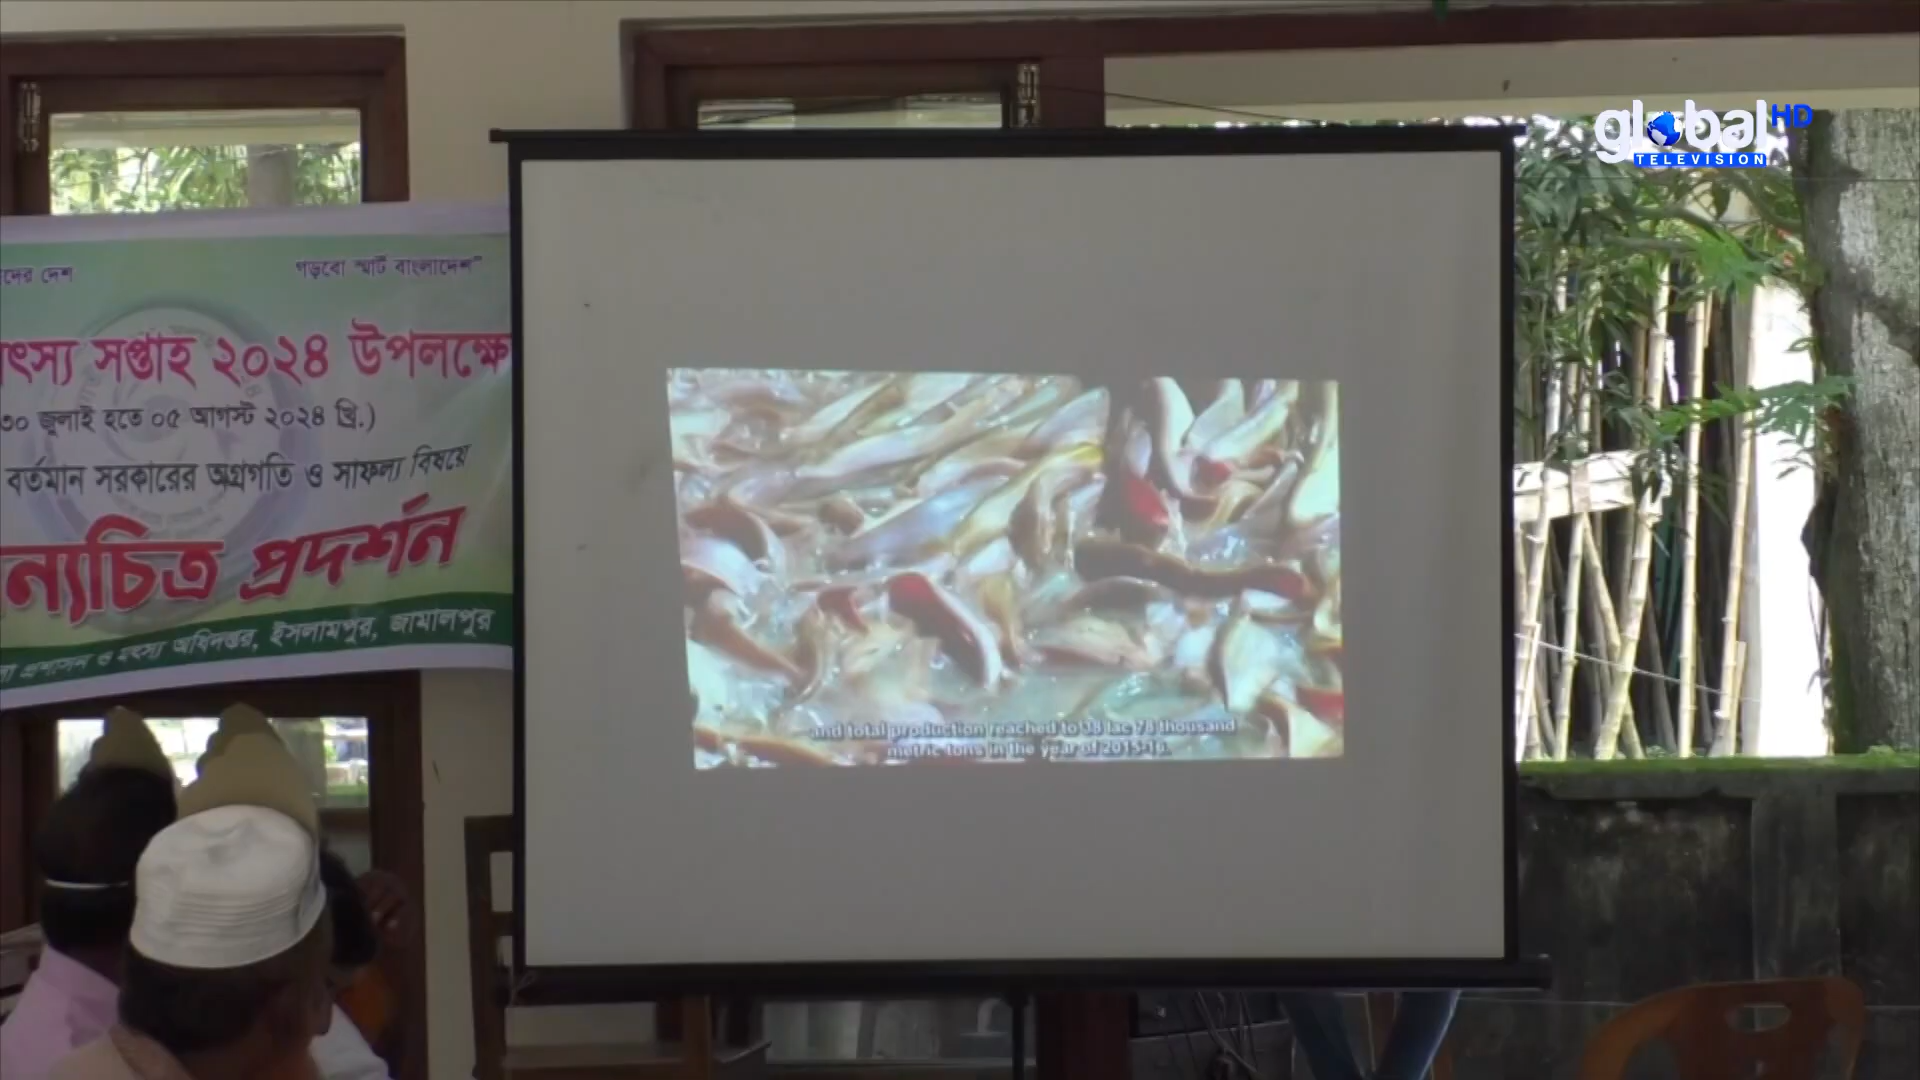 global HD
TELEVISION
দের দেশ
গড়বো স্মার্ট বাংলাদেশ"
ৎস্য সপ্তাহ ২০২৪ উপলক্ষে
৩০ জুলাই হতে ০৫ আগস্ট ২০২৪ খ্রি.)
বর্তমান সরকারের অগ্রগতি ও সাফল্য বিষয়ে
ন্যচিত্র প্রদর্শন
প্রশাসন ও মৎস্য অধিদপ্তর, ইসলামপুর, জামালপুর
and total production reached to 38 lac 78 thousand
metric tons in the year of 2015-16.